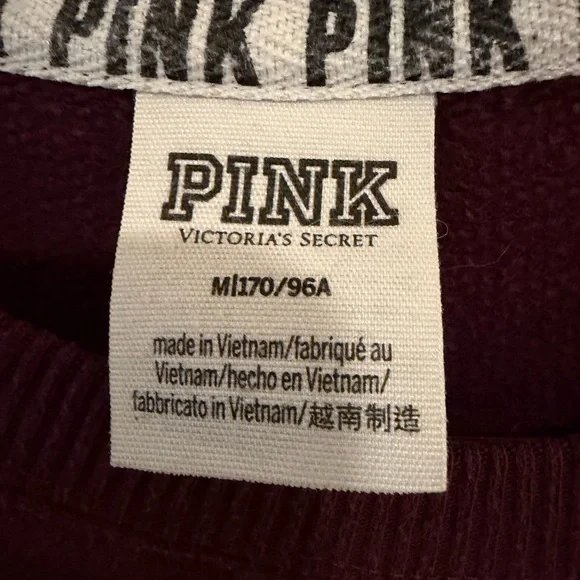 PINK PINK
PINK
VICTORIA'S SECRET
M|170/96A
made in Vietnam/fabriqué au
Vietnam/hecho en Vietnam/
fabbricato in Vietnam/越南制造